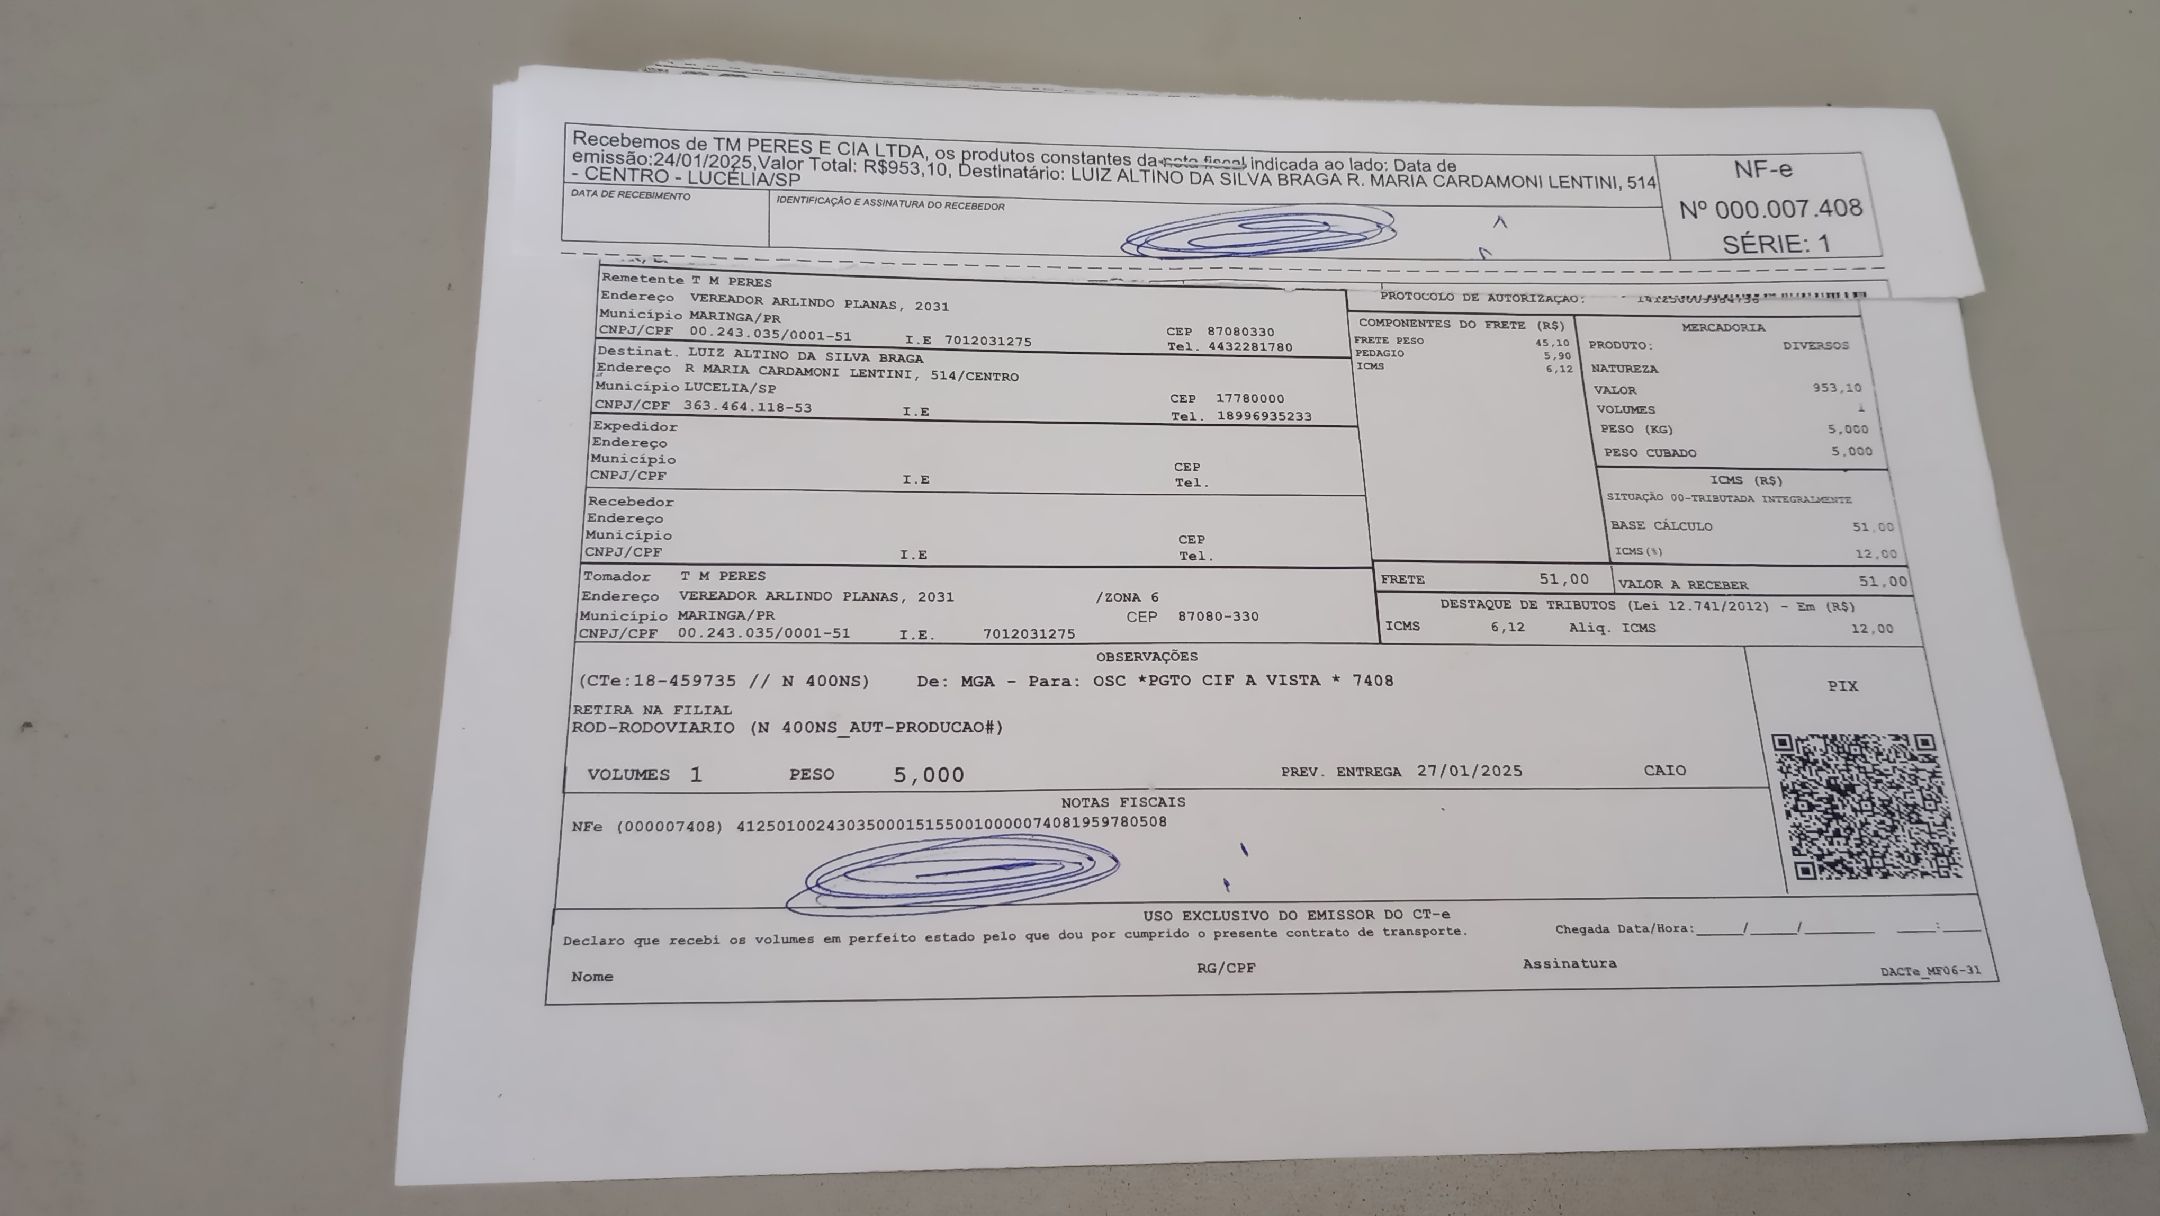 Recebemos de TM PERES E CIA LTDA, os produtos constantes da nota fiscal indicada ao lado: Data de
emissão:24/01/2025,Valor Total: R$953,10, Destinatário: LUIZ ALTINO DA SILVA BRAGA R. MARIA CARDAMONI LENTINI, 514
- CENTRO - LUCÉLIA/SP
DATA DE RECEBIMENTO
IDENTIFICAÇÃO E ASSINATURA DO RECEBEDOR
NF-e
Nº 000.007.408
SÉRIE: 1
Remetente T M PERES
Endereço VEREADOR ARLINDO PLANAS, 2031
Município MARINGA/PR
CNPJ/CPF 00.243.035/0001-51 I.E 7012031275 CEP 87080330
Tel. 4432281780
Destinat. LUIZ ALTINO DA SILVA BRAGA
Endereço R MARIA CARDAMONI LENTINI, 514/CENTRO
Município LUCELIA/SP CEP 17780000
CNPJ/CPF 363.464.118-53 I.E Tel. 18996935233
Expedidor
Endereço
Município CEP
CNPJ/CPF I.E Tel.
Recebedor
Endereço
Município CEP
CNPJ/CPF I.E Tel.
Tomador T M PERES
Endereço VEREADOR ARLINDO PLANAS, 2031 /ZONA 6
Município MARINGA/PR CEP 87080-330
CNPJ/CPF 00.243.035/0001-51 I.E. 7012031275
PROTOCOLO DE AUTORIZAÇÃO:
COMPONENTES DO FRETE (R$)
FRETE PESO 45,10
PEDAGIO 5,90
ICMS 6,12
MERCADORIA
PRODUTO: DIVERSOS
NATUREZA
VALOR 953,10
VOLUMES 1
PESO (KG) 5,000
PESO CUBADO 5,000
ICMS (R$)
SITUAÇÃO 00-TRIBUTADA INTEGRALMENTE
BASE CÁLCULO 51,00
ICMS(%) 12,00
FRETE 51,00 VALOR A RECEBER 51,00
DESTAQUE DE TRIBUTOS (Lei 12.741/2012) - Em (R$)
ICMS 6,12 Aliq. ICMS 12,00
OBSERVAÇÕES
(CTe:18-459735 // N 400NS) De: MGA - Para: OSC *PGTO CIF A VISTA * 7408
RETIRA NA FILIAL
ROD-RODOVIARIO (N 400NS_AUT-PRODUCAO#)
VOLUMES 1 PESO 5,000 PREV. ENTREGA 27/01/2025 CAIO
PIX
NOTAS FISCAIS
NFe (000007408) 41250100243035000151550010000074081959780508
USO EXCLUSIVO DO EMISSOR DO CT-e
Declaro que recebi os volumes em perfeito estado pelo que dou por cumprido o presente contrato de transporte.
Chegada Data/Hora:____/____/______ ____:____
Nome RG/CPF Assinatura
DACTe_MF06-31